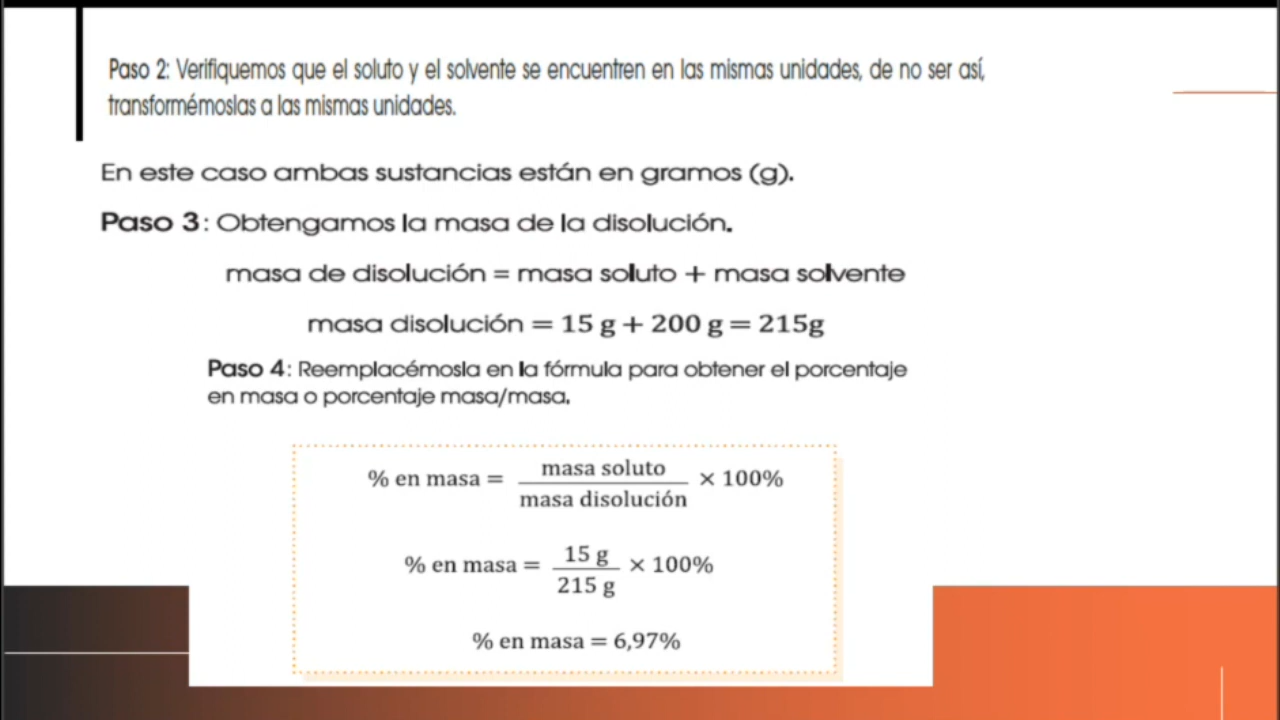 Paso 2: Verifiquemos que el soluto y el solvente se encuentren en las mismas unidades, de no ser así,
transformémoslas a las mismas unidades.
En este caso ambas sustancias están en gramos (g).
Paso 3: Obtengamos la masa de la disolución.
masa de disolución = masa soluto + masa solvente
masa disolución = 15 g + 200 g = 215g
Paso 4: Reemplacémosla en la fórmula para obtener el porcentaje
en masa o porcentaje masa/masa.
% en masa = masa soluto / masa disolución × 100%
% en masa = 15 g / 215 g × 100%
% en masa = 6,97%